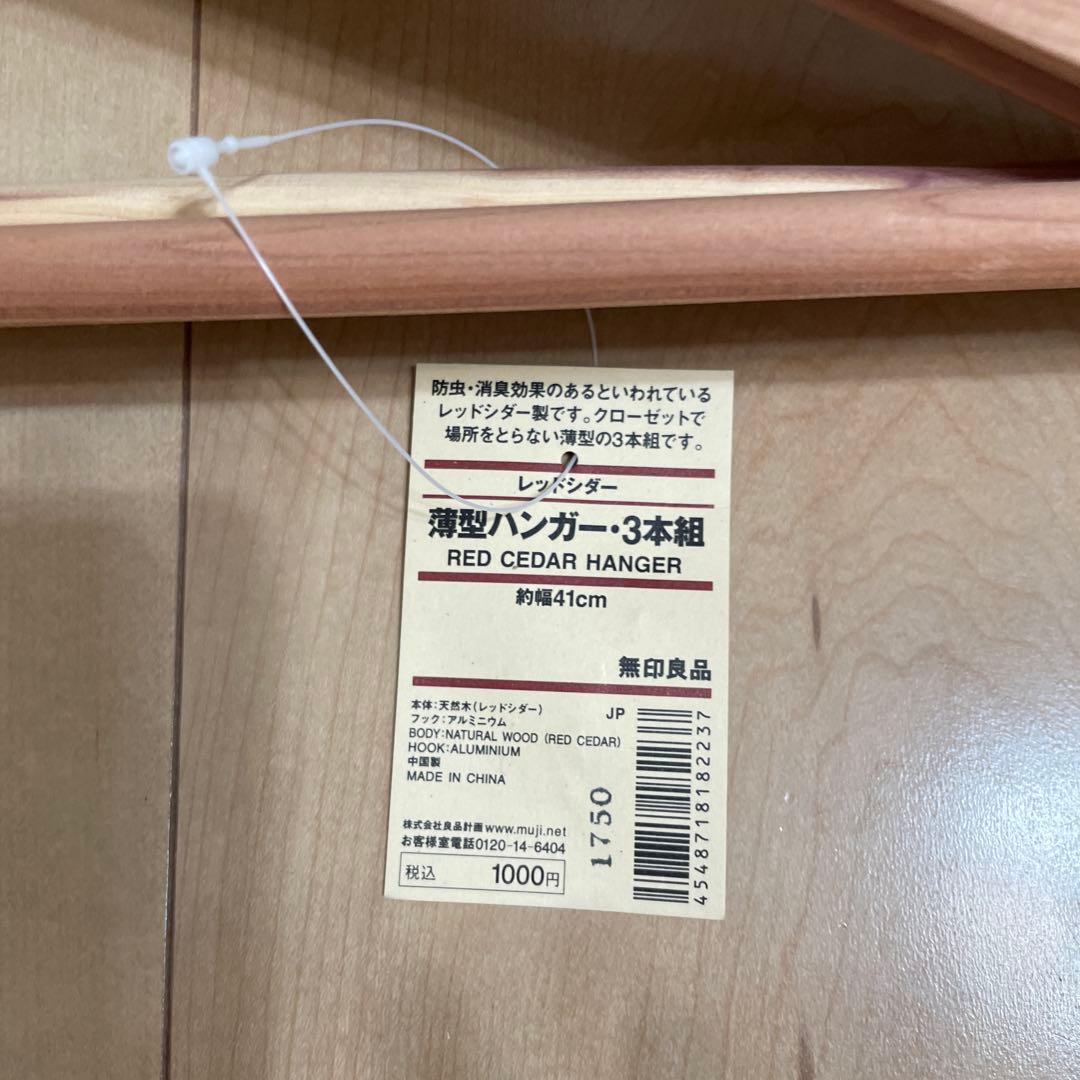 防虫・消臭効果のあるといわれている
レッドシダー製です。クローゼットで
場所をとらない薄型の3本組です。
レッドシダー
薄型ハンガー・3本組
RED CEDAR HANGER
約幅41cm
無印良品
本体:天然木(レッドシダー)
フック:アルミニウム
BODY:NATURAL WOOD (RED CEDAR)
HOOK:ALUMINIUM
中国製
MADE IN CHINA
JP
4548718182237
1750
株式会社良品計画 www.muji.net
お客様室電話0120-14-6404
税込 1000円